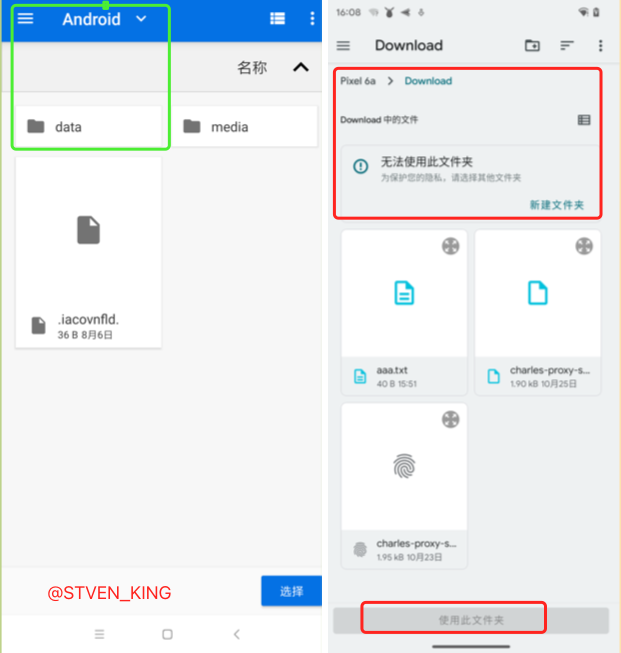 Android
名称
data
media
.iacovnfld.
36 B 8月6日
@STVEN_KING
选择
16:08
Download
Pixel 6a > Download
Download 中的文件
无法使用此文件夹
为保护您的隐私，请选择其他文件夹
新建文件夹
aaa.txt
40 B 15:51
charles-proxy-s...
1.90 kB 10月25日
charles-proxy-s...
1.95 kB 10月23日
使用此文件夹